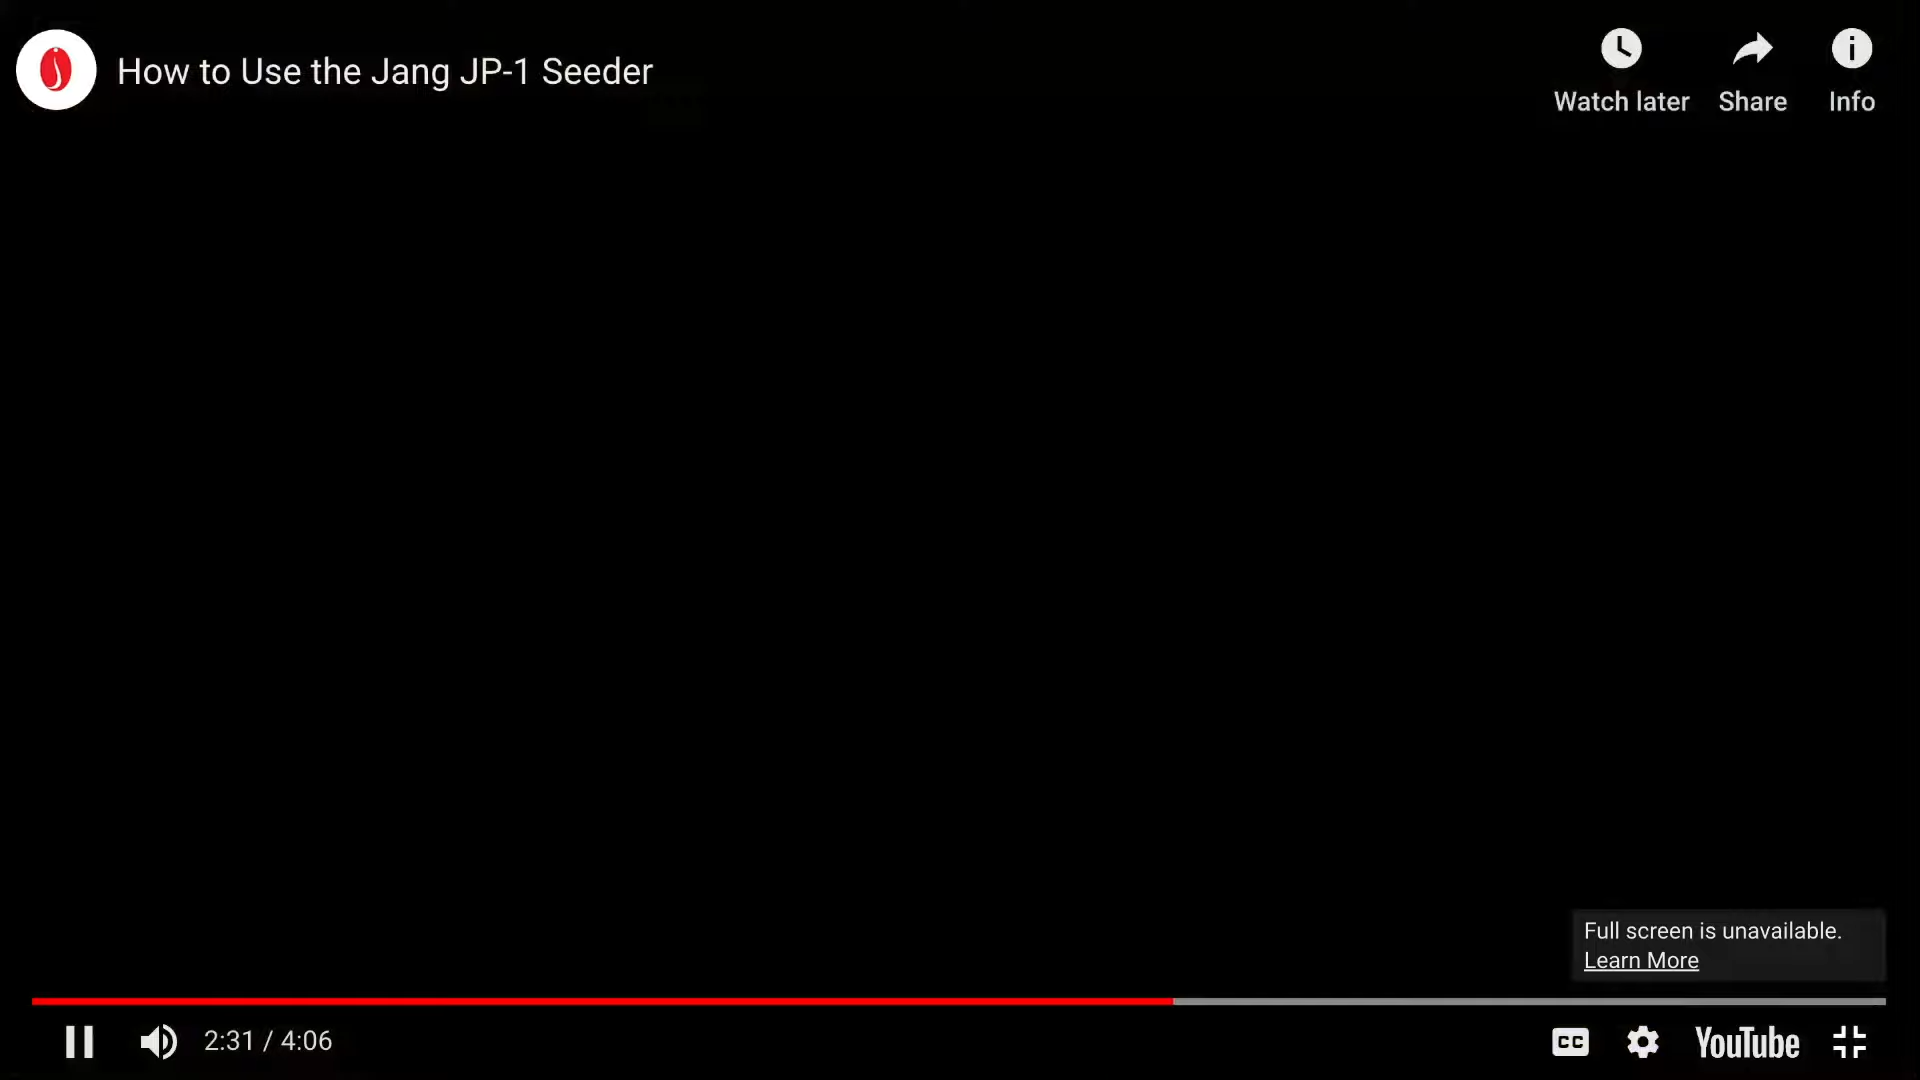 How to Use the Jang JP-1 Seeder
Watch later
Share
Info
Full screen is unavailable.
Learn More
2:31 / 4:06
CC
YouTube